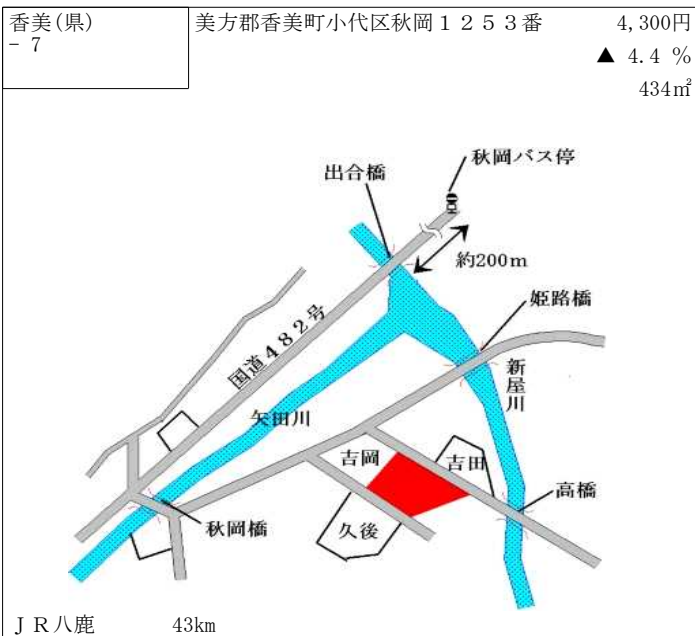 香美(県)
－ 7
美方郡香美町小代区秋岡１２５３番
4,300円
▲ 4.4 %
434㎡
秋岡バス停
出合橋
約200m
姫路橋
国道４８２号
新屋川
矢田川
吉岡
吉田
高橋
秋岡橋
久後
ＪＲ八鹿 43km